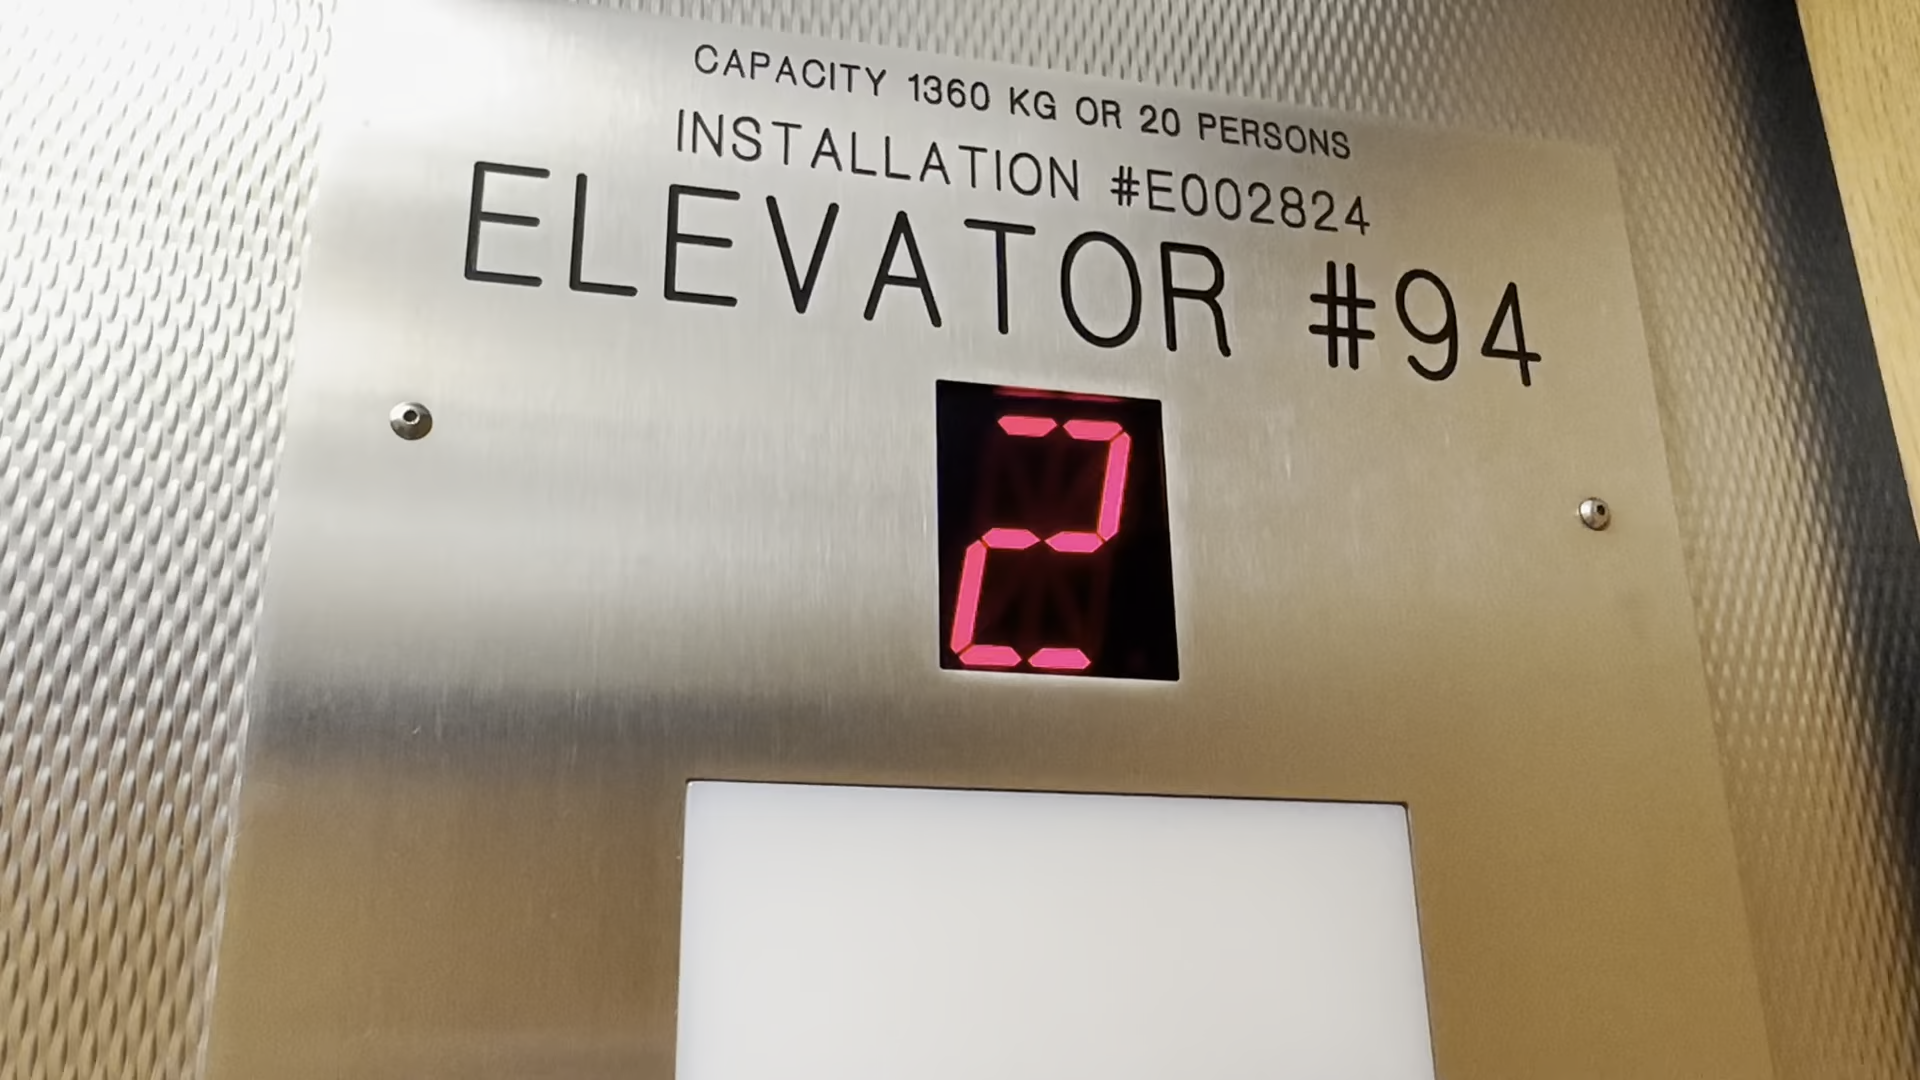 CAPACITY 1360 KG OR 20 PERSONS
INSTALLATION #E002824
ELEVATOR #94
2